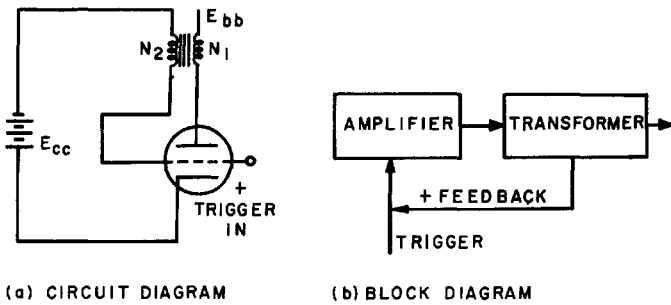 Ebb
N2 N1
Ecc
+
TRIGGER
IN
(a) CIRCUIT DIAGRAM
AMPLIFIER
TRANSFORMER
+ FEEDBACK
TRIGGER
(b) BLOCK DIAGRAM